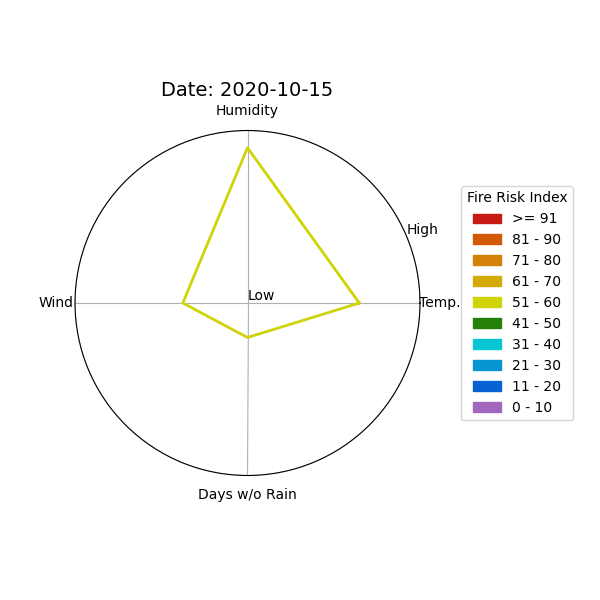 Date: 2020-10-15
Humidity
High
Low
Wind
Temp.
Days w/o Rain
Fire Risk Index
>= 91
81 - 90
71 - 80
61 - 70
51 - 60
41 - 50
31 - 40
21 - 30
11 - 20
0 - 10